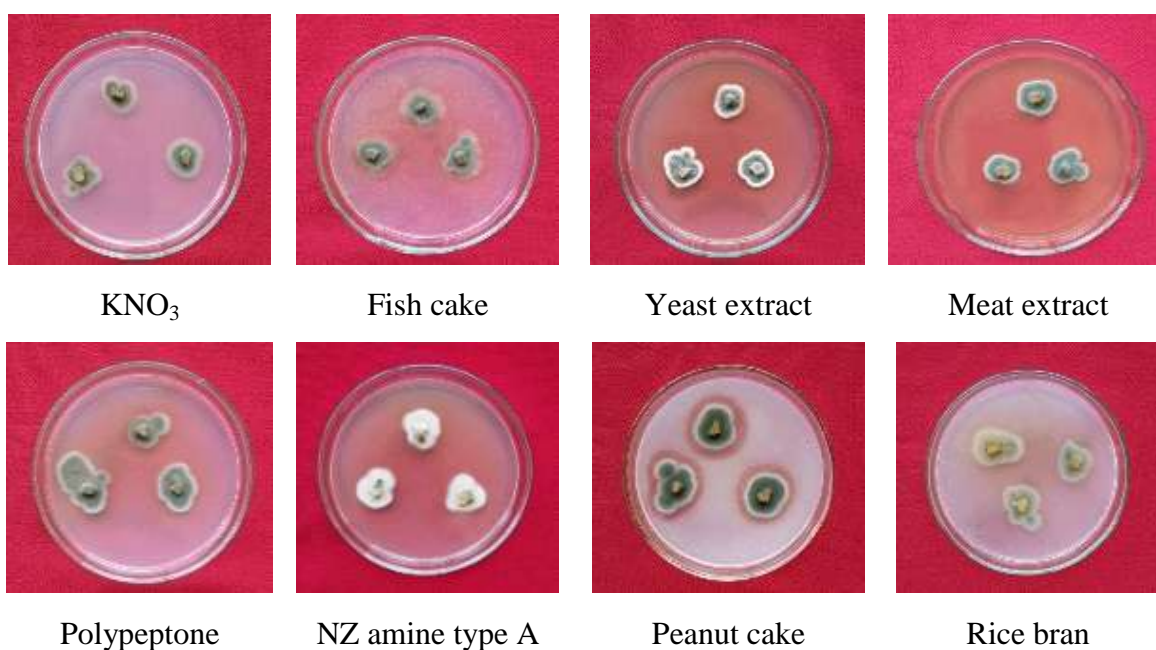 KNO₃
Fish cake
Yeast extract
Meat extract
Polypeptone
NZ amine type A
Peanut cake
Rice bran